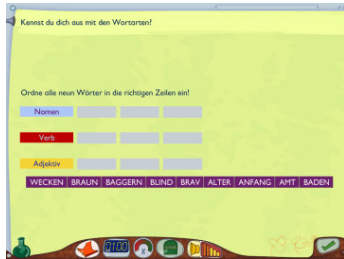 Kennst du dich aus mit den Wortarten?
Ordne alle neun Wörter in die richtigen Zeilen ein!
Nomen
Verb
Adjektiv
WECKEN BRAUN BAGGERN BLIND BRAV ALTER ANFANG AMT BADEN